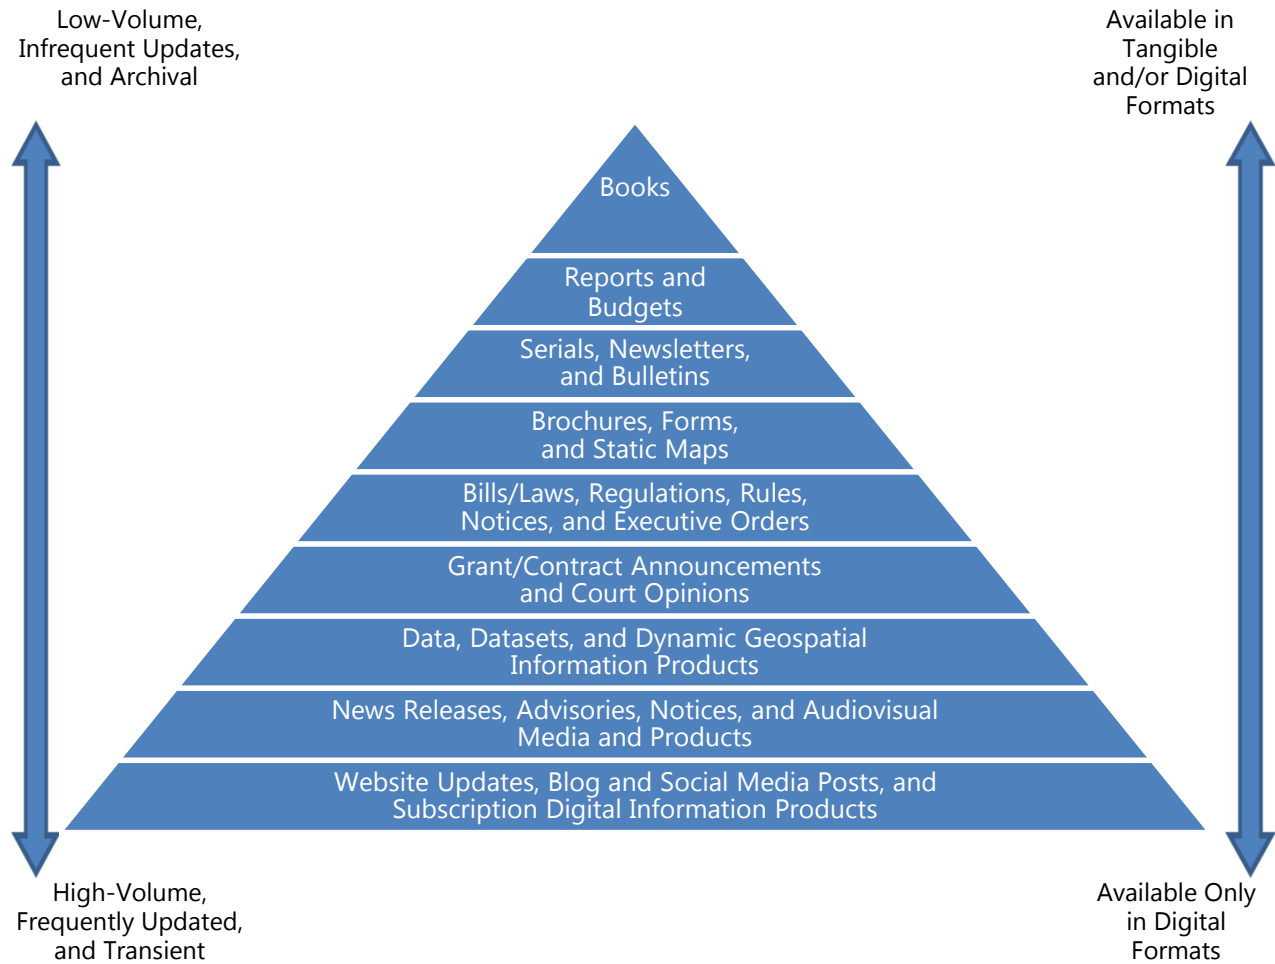 Low-Volume,
Infrequent Updates,
and Archival
Available in
Tangible
and/or Digital
Formats
Books
Reports and
Budgets
Serials, Newsletters,
and Bulletins
Brochures, Forms,
and Static Maps
Bills/Laws, Regulations, Rules,
Notices, and Executive Orders
Grant/Contract Announcements
and Court Opinions
Data, Datasets, and Dynamic Geospatial
Information Products
News Releases, Advisories, Notices, and Audiovisual
Media and Products
Website Updates, Blog and Social Media Posts, and
Subscription Digital Information Products
High-Volume,
Frequently Updated,
and Transient
Available Only
in Digital
Formats